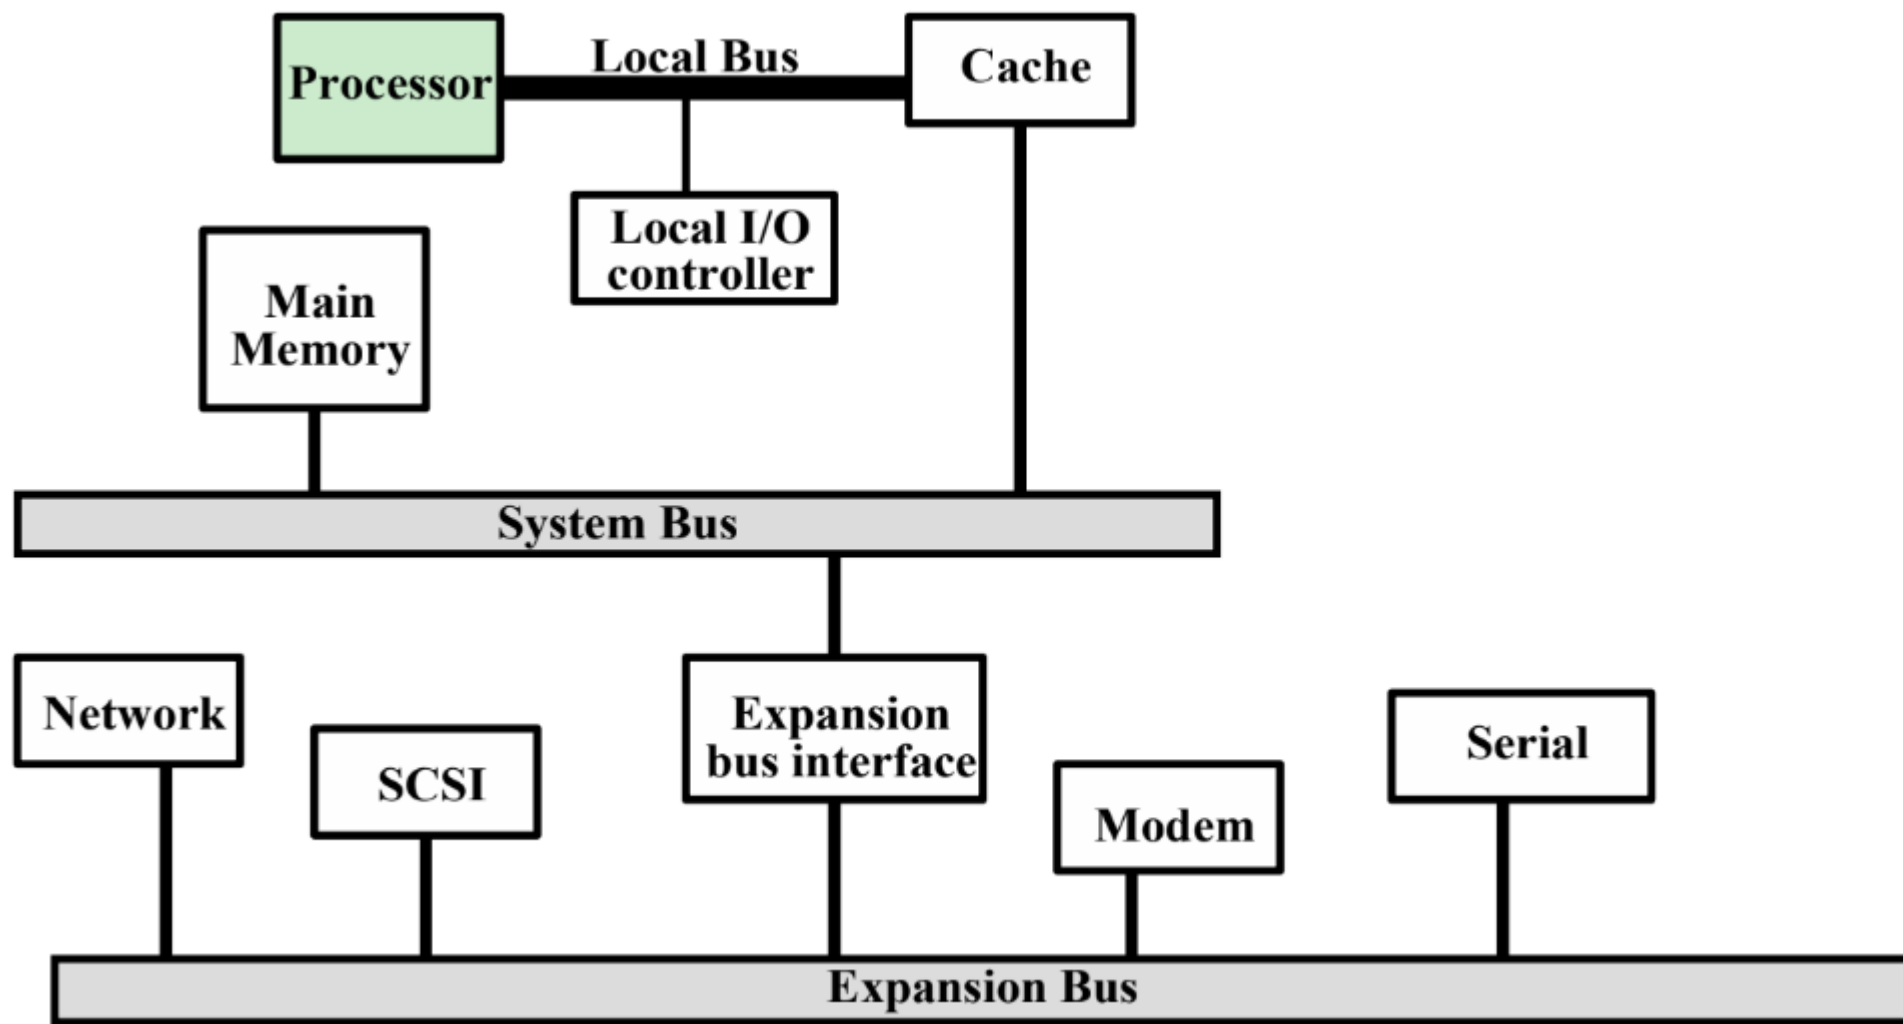 Processor
Local Bus
Cache
Local I/O
controller
Main
Memory
System Bus
Network
SCSI
Expansion
bus interface
Modem
Serial
Expansion Bus